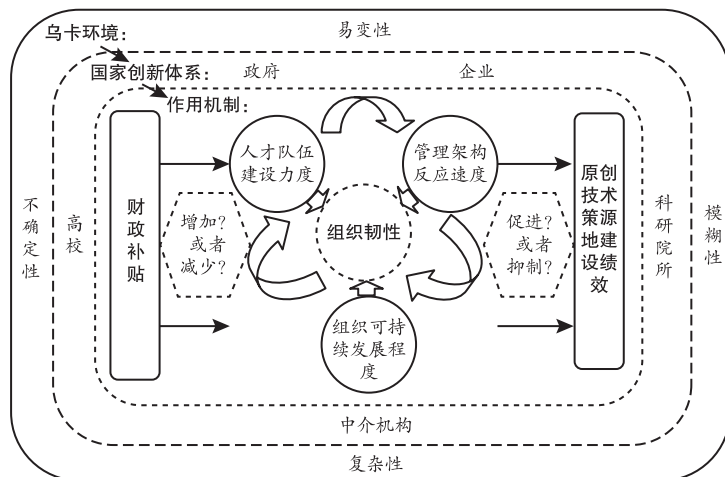 乌卡环境：
易变性
国家创新体系：
政府
企业
作用机制：
人才队伍
建设力度
管理架构
反应速度
不确定性
高校
财政补贴
增加？
或者
减少？
组织韧性
促进？
或者
抑制？
原创
技术
策源
地建
设绩
效
科研院所
模糊性
组织可持
续发展程
度
中介机构
复杂性